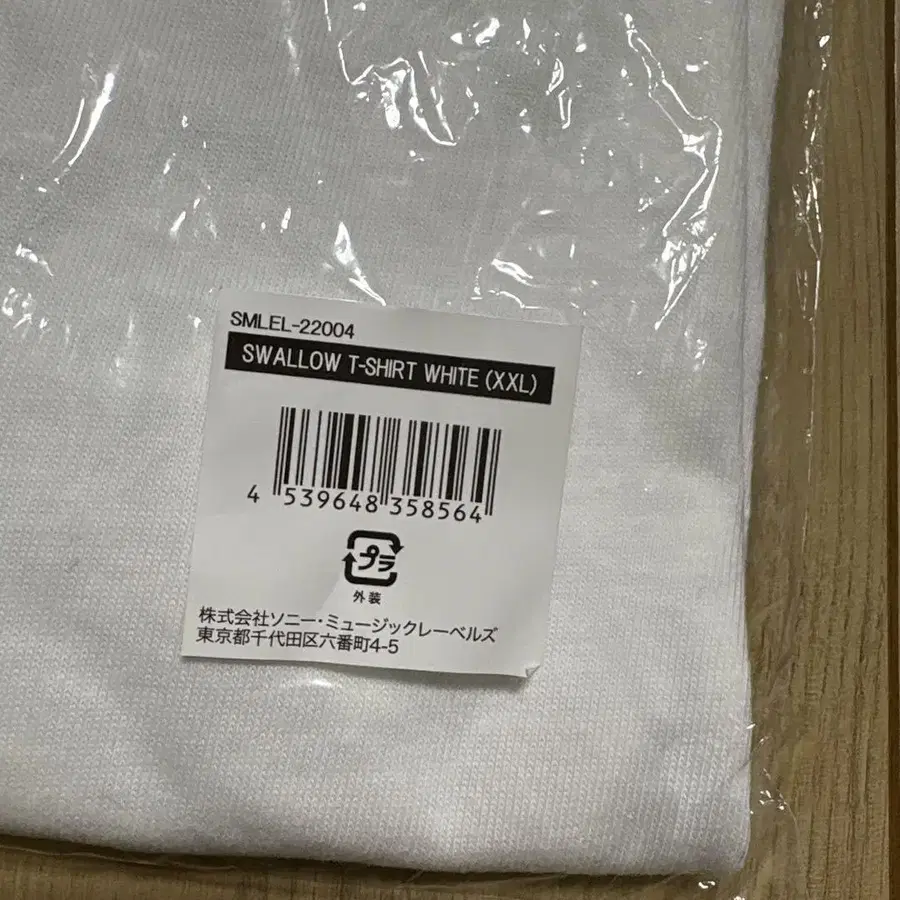 SMLEL-22004
SWALLOW T-SHIRT WHITE (XXL)
4 539648 358564
プラ
外装
株式会社ソニー・ミュージックレーベルズ
東京都千代田区六番町4-5